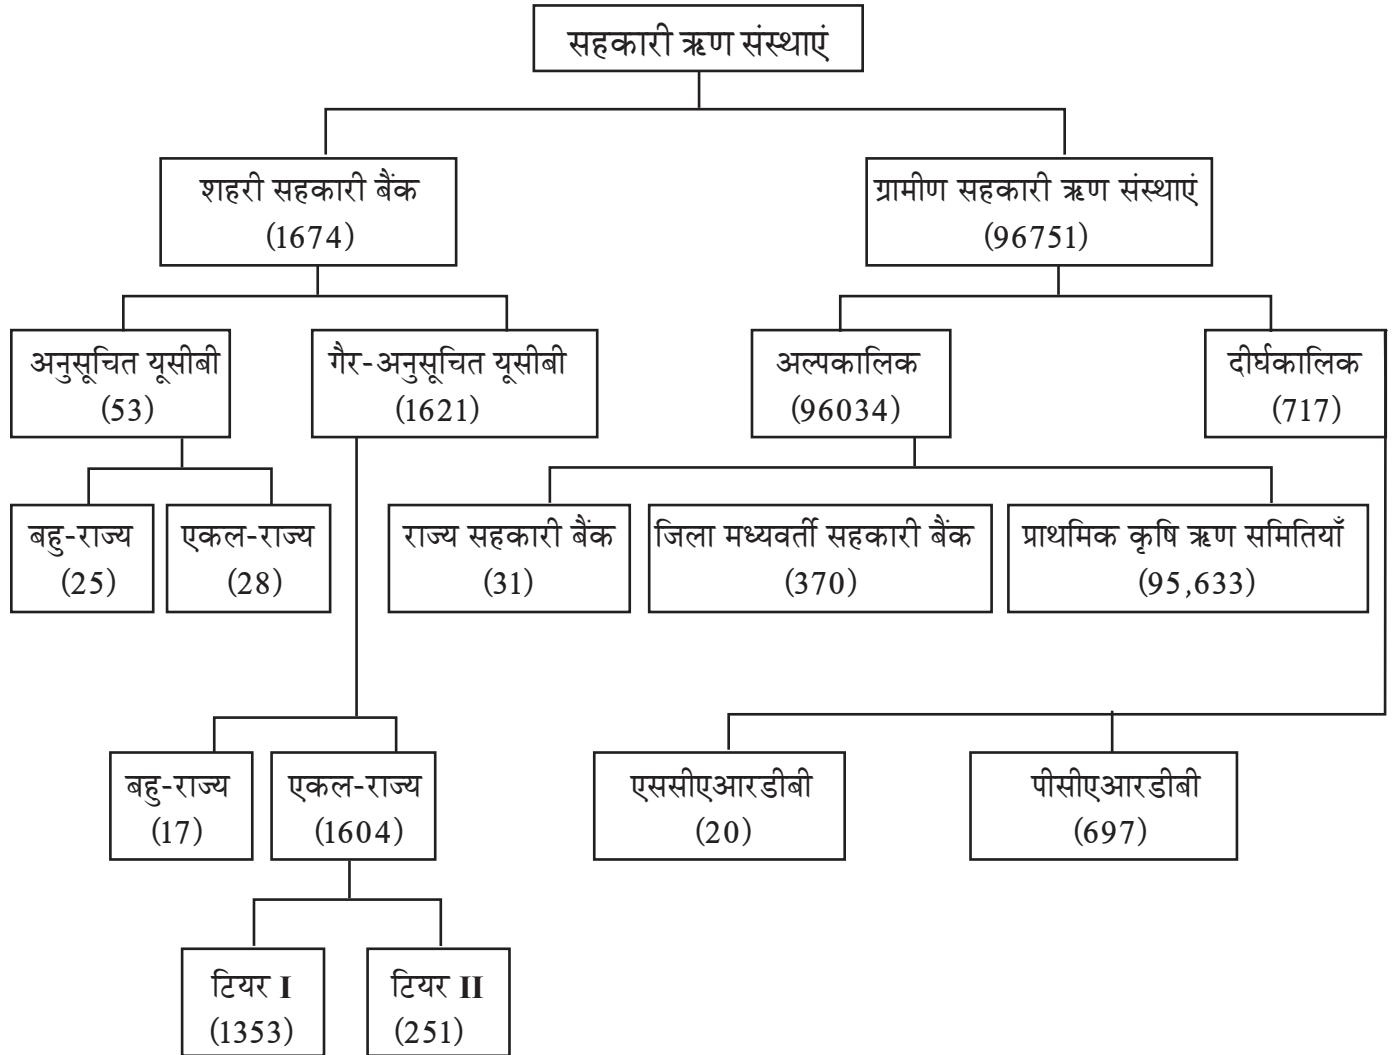 सहकारी ऋण संस्थाएं
शहरी सहकारी बैंक
(1674)
ग्रामीण सहकारी ऋण संस्थाएं
(96751)
अनुसूचित यूसीबी
(53)
गैर-अनुसूचित यूसीबी
(1621)
अल्पकालिक
(96034)
दीर्घकालिक
(717)
बहु-राज्य
(25)
एकल-राज्य
(28)
राज्य सहकारी बैंक
(31)
जिला मध्यवर्ती सहकारी बैंक
(370)
प्राथमिक कृषि ऋण समितियाँ
(95,633)
बहु-राज्य
(17)
एकल-राज्य
(1604)
एससीएआरडीबी
(20)
पीसीएआरडीबी
(697)
टियर I
(1353)
टियर II
(251)